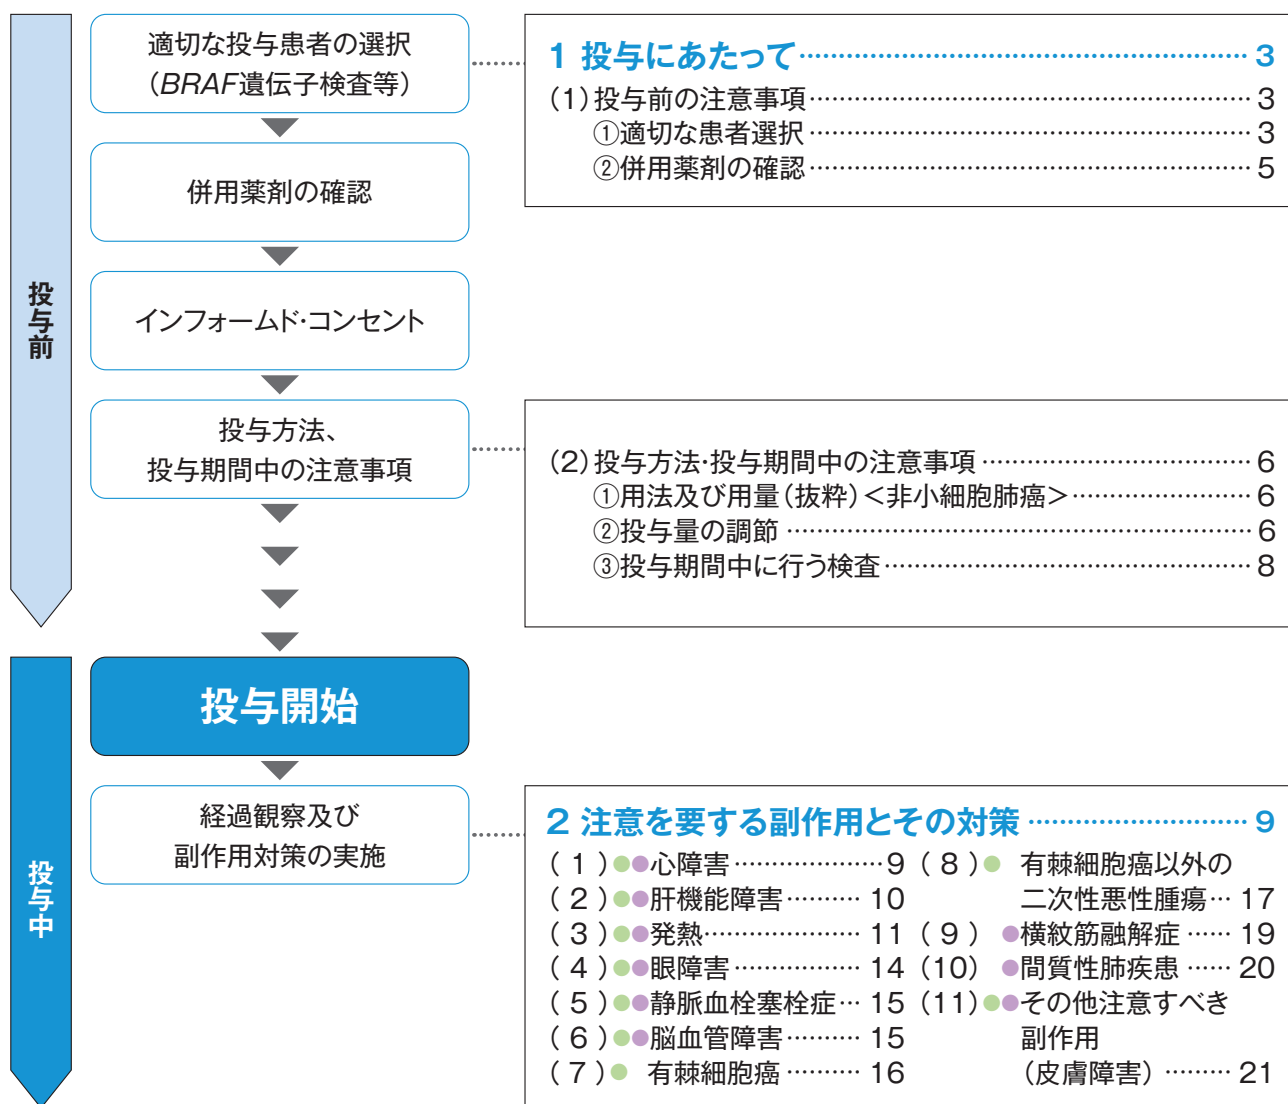 投与前
適切な投与患者の選択
（BRAF遺伝子検査等）
併用薬剤の確認
インフォームド・コンセント
投与方法、
投与期間中の注意事項
1 投与にあたって…………………………………… 3
(1)投与前の注意事項…………………………………… 3
①適切な患者選択…………………………………… 3
②併用薬剤の確認…………………………………… 5
(2)投与方法・投与期間中の注意事項 ……………………… 6
①用法及び用量（抜粋）＜非小細胞肺癌＞……………… 6
②投与量の調節 …………………………………… 6
③投与期間中に行う検査…………………………………… 8
投与中
投与開始
経過観察及び
副作用対策の実施
2 注意を要する副作用とその対策 ……………………… 9
( 1 )●●心障害…………………9
( 2 )●●肝機能障害……… 10
( 3 )●●発熱……………… 11
( 4 )●●眼障害…………… 14
( 5 )●●静脈血栓塞栓症… 15
( 6 )●●脳血管障害……… 15
( 7 )● 有棘細胞癌……… 16
( 8 )● 有棘細胞癌以外の
二次性悪性腫瘍… 17
( 9 ) ●横紋筋融解症 …… 19
(10) ●間質性肺疾患 …… 20
(11)●●その他注意すべき
副作用
（皮膚障害）……… 21